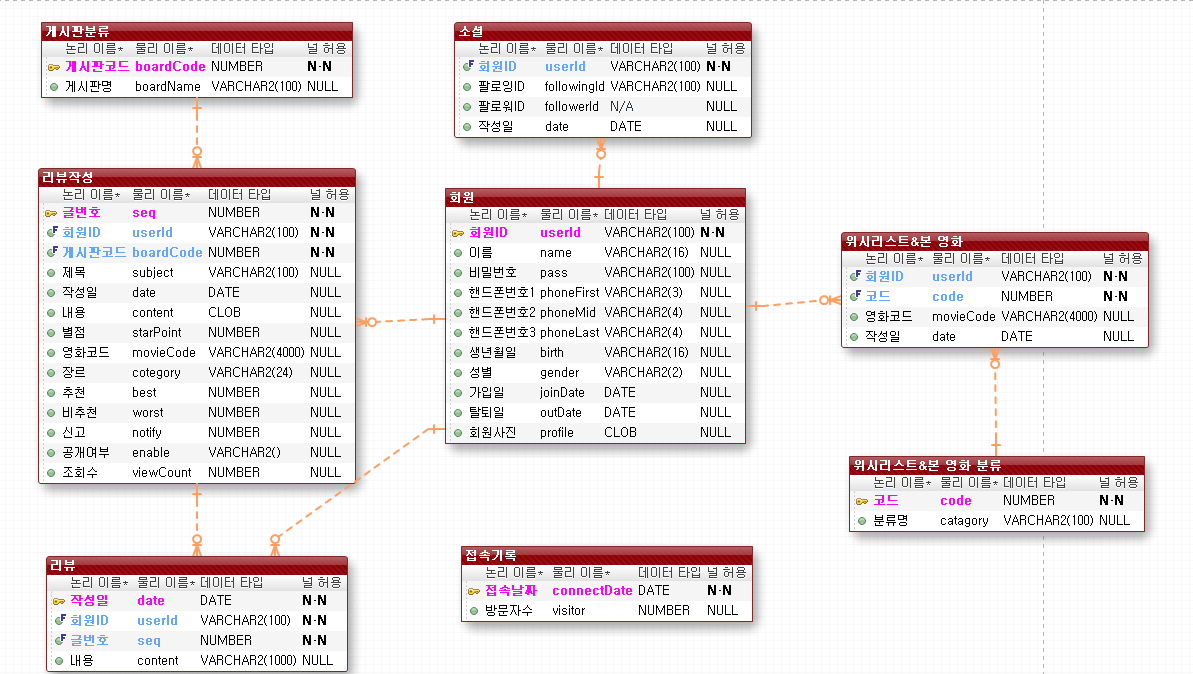 게시판분류
논리 이름* 물리 이름* 데이터 타입 널 허용
게시판코드 boardCode NUMBER N-N
게시판명 boardName VARCHAR2(100) NULL
소셜
논리 이름* 물리 이름* 데이터 타입 널 허용
회원ID userId VARCHAR2(100) N-N
팔로잉ID followingId VARCHAR2(100) NULL
팔로워ID followerId N/A NULL
작성일 date DATE NULL
리뷰작성
논리 이름* 물리 이름* 데이터 타입 널 허용
글번호 seq NUMBER N-N
회원ID userId VARCHAR2(100) N-N
게시판코드 boardCode NUMBER N-N
제목 subject VARCHAR2(100) NULL
작성일 date DATE NULL
내용 content CLOB NULL
별점 starPoint NUMBER NULL
영화코드 movieCode VARCHAR2(4000) NULL
장르 cotegory VARCHAR2(24) NULL
추천 best NUMBER NULL
비추천 worst NUMBER NULL
신고 notify NUMBER NULL
공개여부 enable VARCHAR2() NULL
조회수 viewCount NUMBER NULL
회원
논리 이름* 물리 이름* 데이터 타입 널 허용
회원ID userId VARCHAR2(100) N-N
이름 name VARCHAR2(16) NULL
비밀번호 pass VARCHAR2(100) NULL
핸드폰번호1 phoneFirst VARCHAR2(3) NULL
핸드폰번호2 phoneMid VARCHAR2(4) NULL
핸드폰번호3 phoneLast VARCHAR2(4) NULL
생년월일 birth VARCHAR2(16) NULL
성별 gender VARCHAR2(2) NULL
가입일 joinDate DATE NULL
탈퇴일 outDate DATE NULL
회원사진 profile CLOB NULL
위시리스트&본 영화
논리 이름* 물리 이름* 데이터 타입 널 허용
회원ID userId VARCHAR2(100) N-N
코드 code NUMBER N-N
영화코드 movieCode VARCHAR2(4000) NULL
작성일 date DATE NULL
위시리스트&본 영화 분류
논리 이름* 물리 이름* 데이터 타입 널 허용
코드 code NUMBER N-N
분류명 catagory VARCHAR2(100) NULL
리뷰
논리 이름* 물리 이름* 데이터 타입 널 허용
작성일 date DATE N-N
회원ID userId VARCHAR2(100) N-N
글번호 seq NUMBER N-N
내용 content VARCHAR2(1000) NULL
접속기록
논리 이름* 물리 이름* 데이터 타입 널 허용
접속날짜 connectDate DATE N-N
방문자수 visitor NUMBER NULL